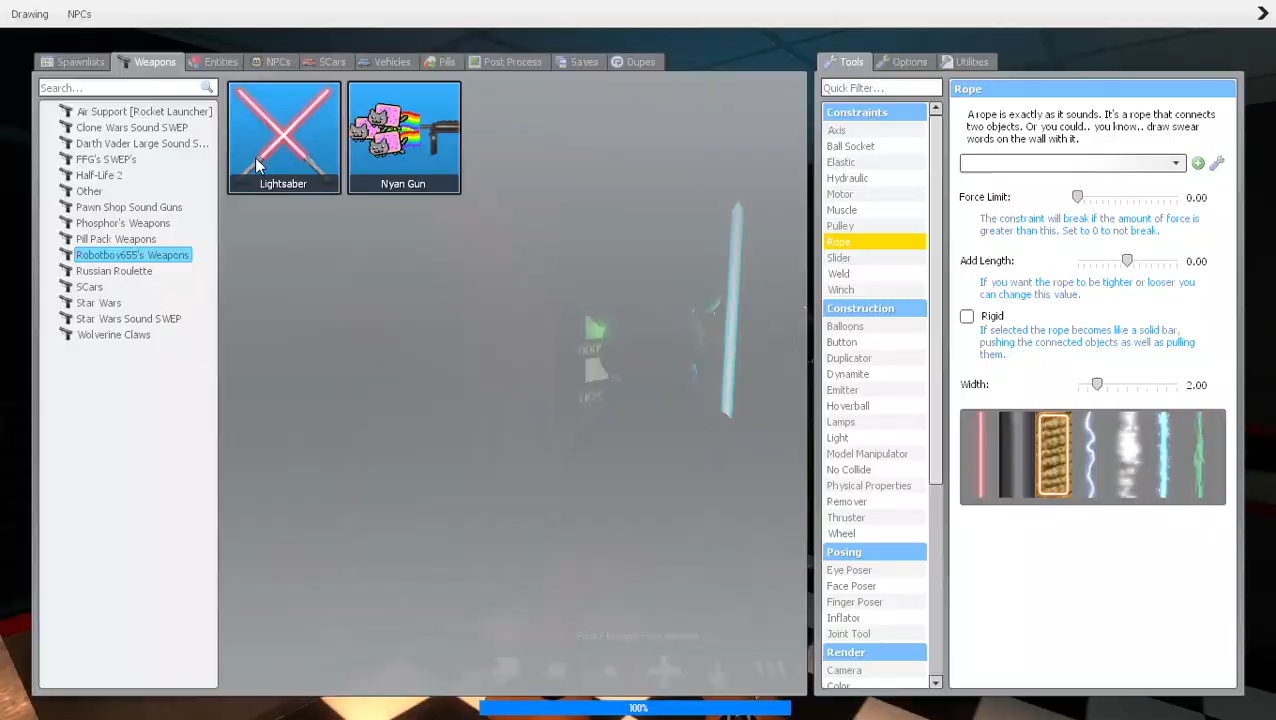 Drawing NPCs
Spawnlists Weapons Entities NPCs SCars Vehicles Pills Post Process Saves Dupes
Search...
Air Support [Rocket Launcher]
Clone Wars Sound SWEP
Darth Vader Large Sound S...
FFG's SWEP's
Half-Life 2
Other
Pawn Shop Sound Guns
Phosphor's Weapons
Pill Pack Weapons
Robotboy655's Weapons
Russian Roulette
SCars
Star Wars
Star Wars Sound SWEP
Wolverine Claws
Lightsaber
Nyan Gun
Tools Options Utilities
Quick Filter...
Constraints
Axis
Ball Socket
Elastic
Hydraulic
Motor
Muscle
Pulley
Rope
Slider
Weld
Winch
Construction
Balloons
Button
Duplicator
Dynamite
Emitter
Hoverball
Lamps
Light
Model Manipulator
No Collide
Physical Properties
Remover
Thruster
Wheel
Posing
Eye Poser
Face Poser
Finger Poser
Inflator
Joint Tool
Render
Camera
Color
Rope
A rope is exactly as it sounds. It's a rope that connects
two objects. Or you could.. you know.. draw swear
words on the wall with it.
Force Limit: 0.00
The constraint will break if the amount of force is
greater than this. Set to 0 to not break.
Add Length: 0.00
If you want the rope to be tighter or looser you
can change this value.
Rigid
If selected the rope becomes like a solid bar,
pushing the connected objects as well as pulling
them.
Width: 2.00
100%